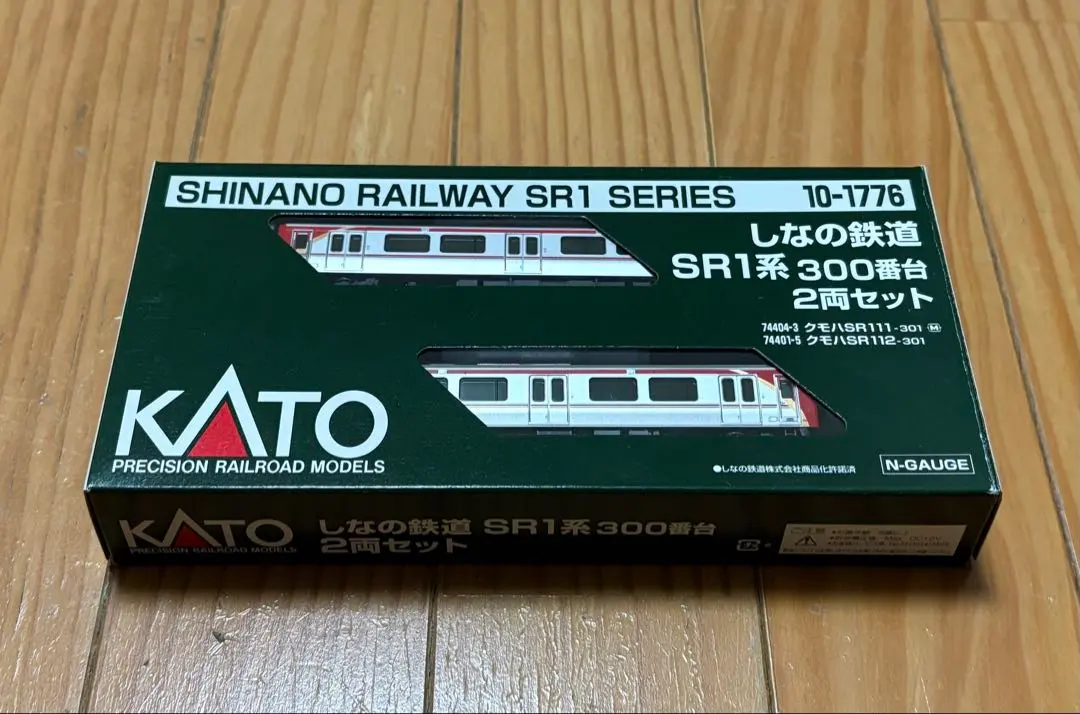 SHINANO RAILWAY SR1 SERIES 10-1776
しなの鉄道
SR1系 300番台
2両セット
74404-3 クモハSR111-301 M
74401-5 クモハSR112-301
KATO
PRECISION RAILROAD MODELS
●しなの鉄道株式会社商品化許諾済
N-GAUGE
KATO
PRECISION RAILROAD MODELS
しなの鉄道 SR1系 300番台
2両セット